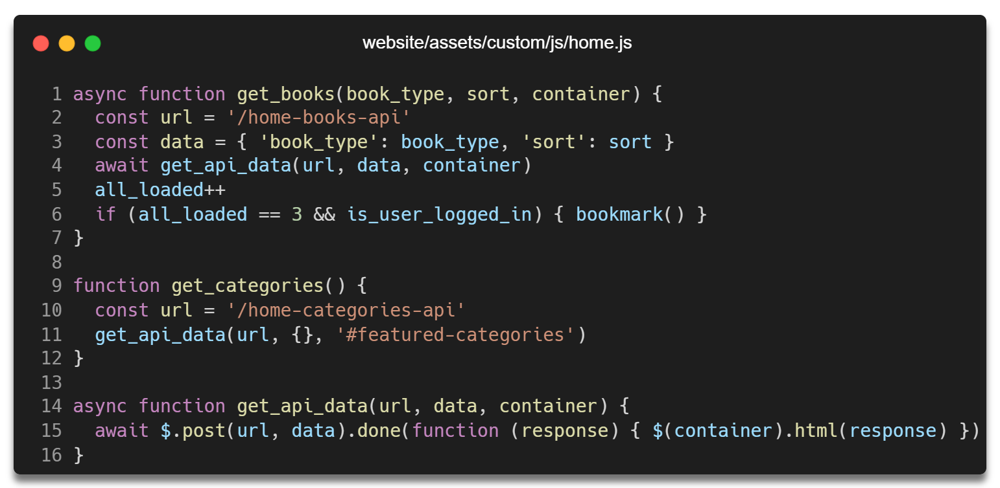 website/assets/custom/js/home.js
1 async function get_books(book_type, sort, container) {
2   const url = '/home-books-api'
3   const data = { 'book_type': book_type, 'sort': sort }
4   await get_api_data(url, data, container)
5   all_loaded++
6   if (all_loaded == 3 && is_user_logged_in) { bookmark() }
7 }
8
9 function get_categories() {
10   const url = '/home-categories-api'
11   get_api_data(url, {}, '#featured-categories')
12 }
13
14 async function get_api_data(url, data, container) {
15   await $.post(url, data).done(function (response) { $(container).html(response) })
16 }